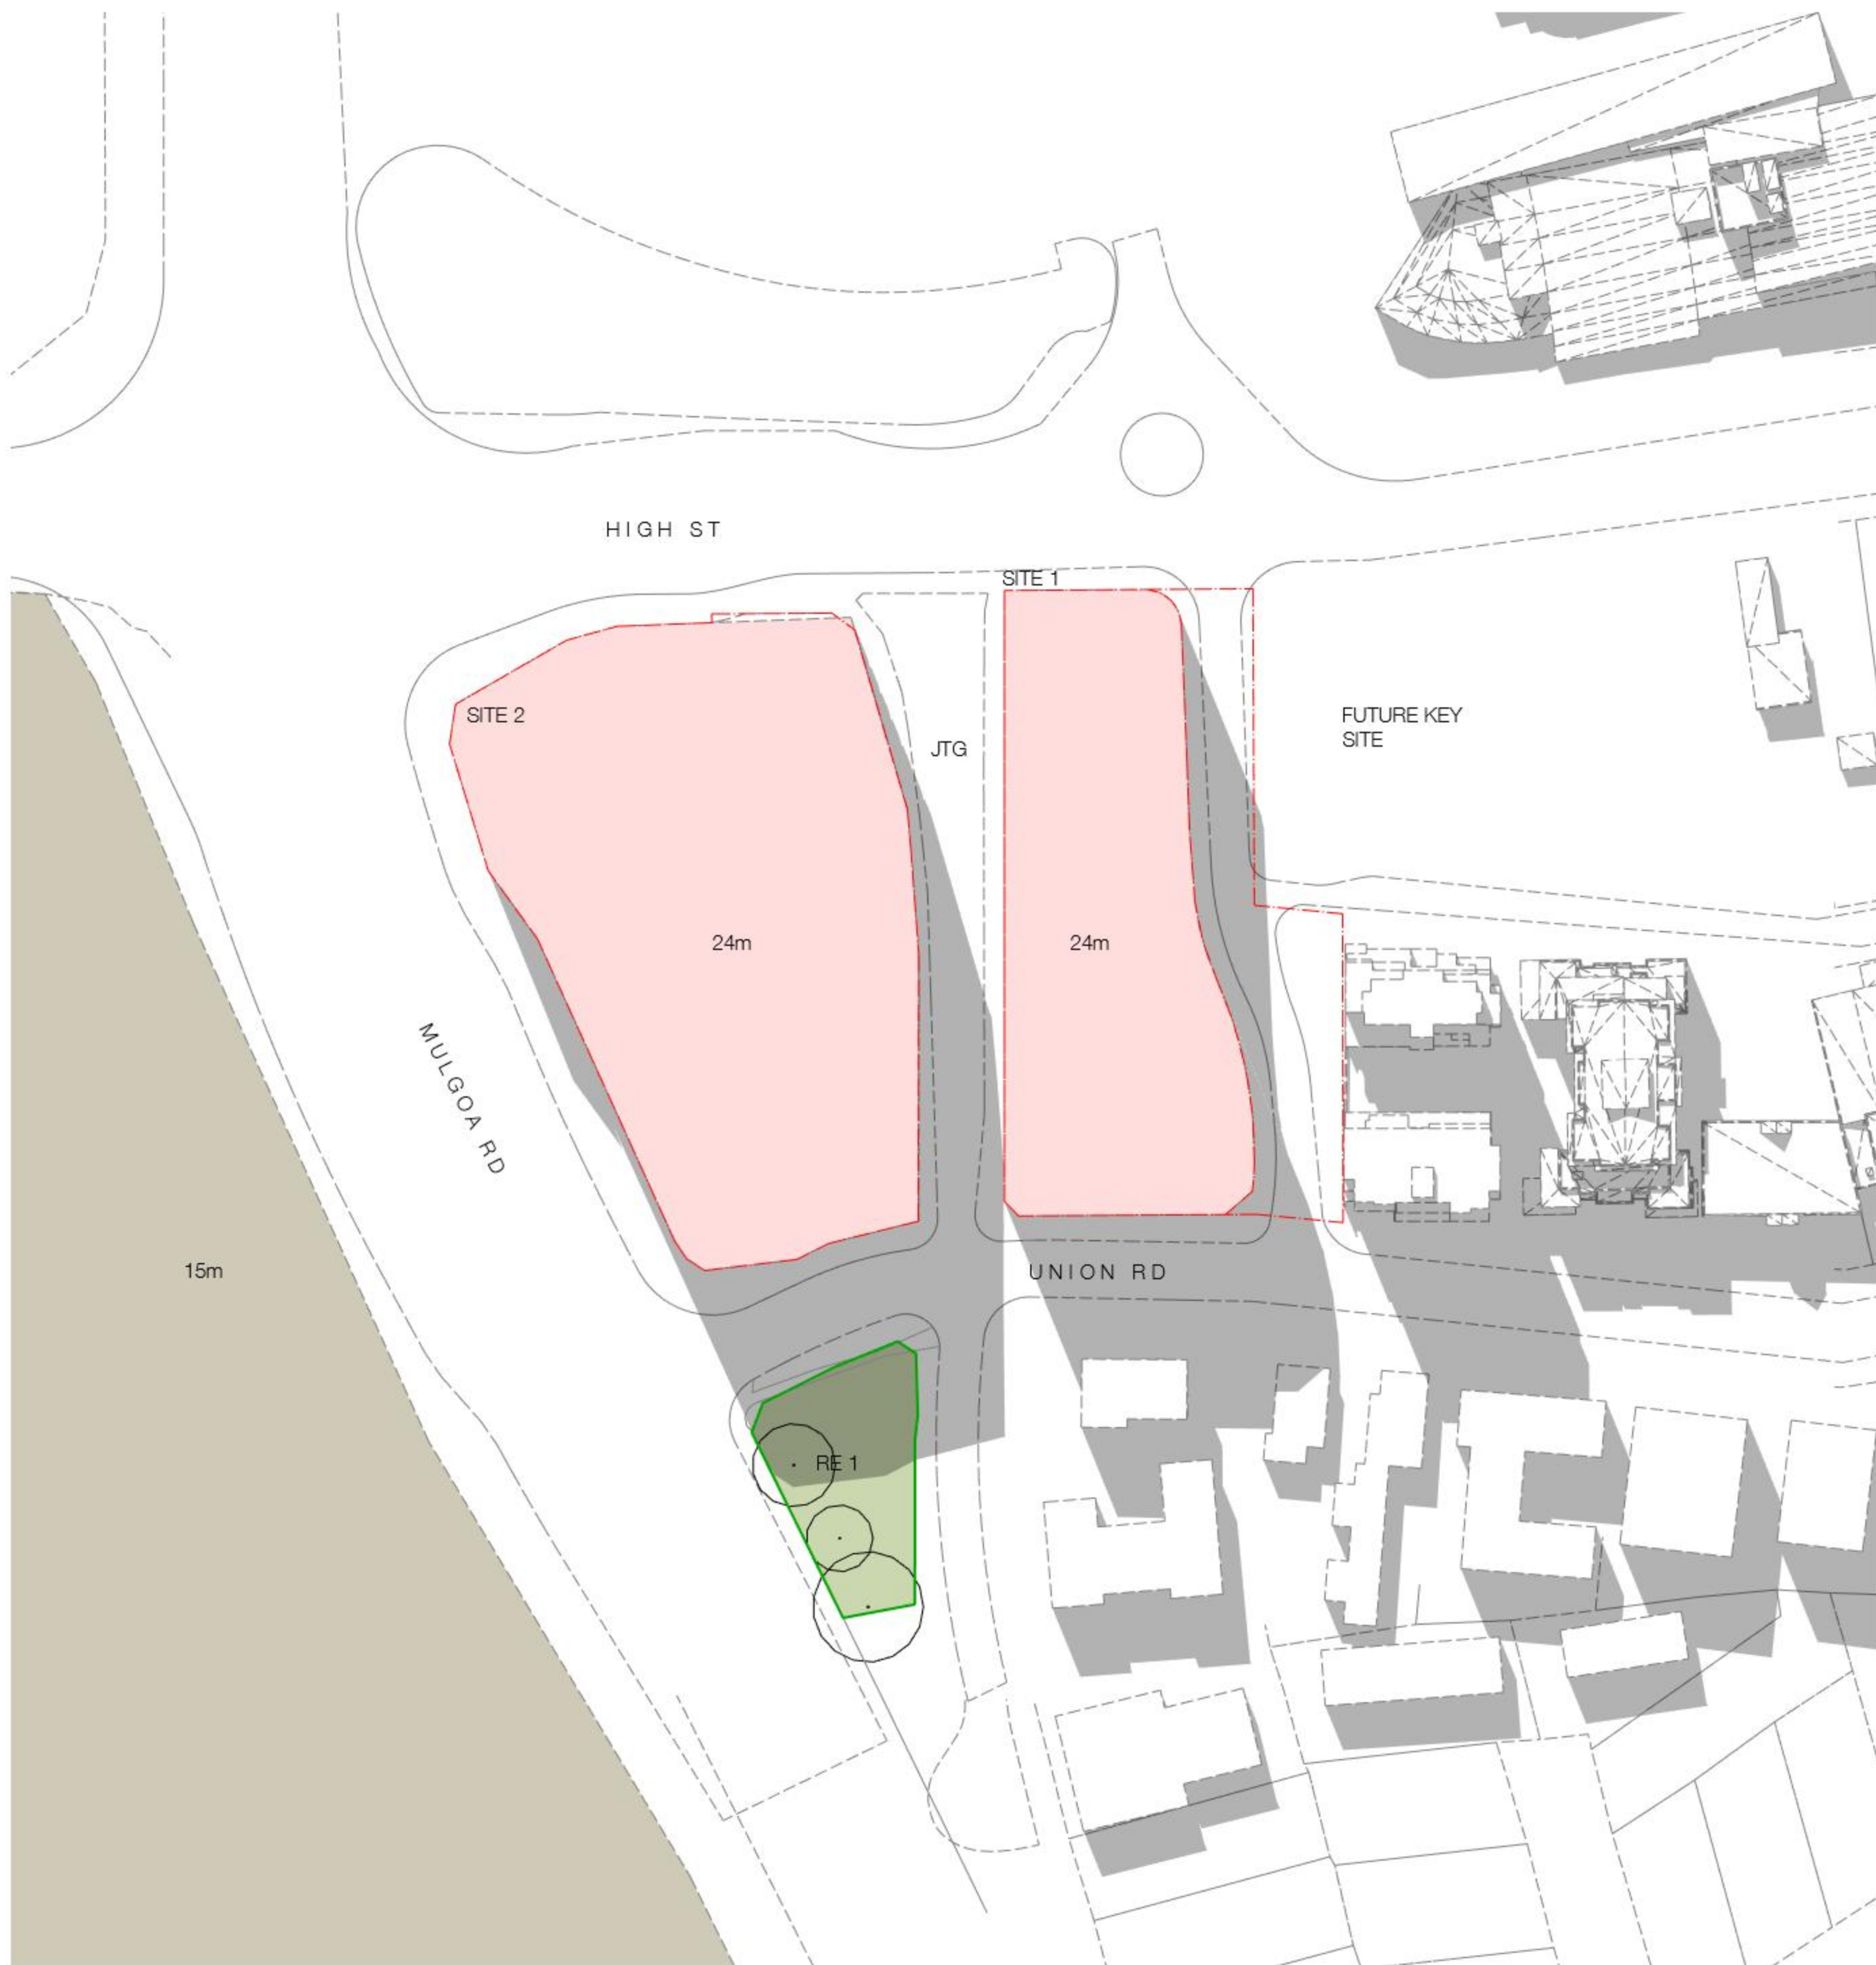 HIGH ST
SITE 1
SITE 2
FUTURE KEY
SITE
JTG
24m
24m
MULGOA RD
15m
UNION RD
RE 1